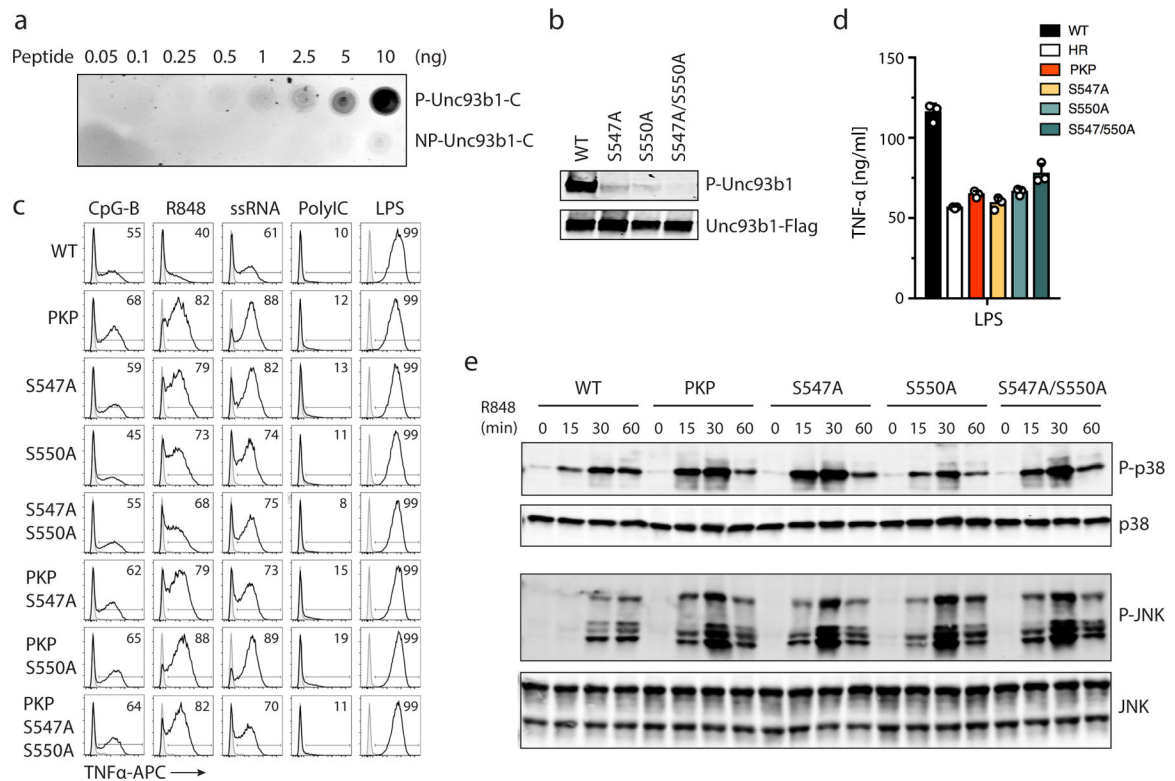 a
Peptide 0.05 0.1 0.25 0.5 1 2.5 5 10 (ng)
P-Unc93b1-C
NP-Unc93b1-C
b
WT S547A S550A S547A/S550A
P-Unc93b1
Unc93b1-Flag
c
CpG-B R848 ssRNA PolyIC LPS
WT 55 40 61 10 99
PKP 68 82 88 12 99
S547A 59 79 82 13 99
S550A 45 73 74 11 99
S547A
S550A 55 68 75 8 99
PKP
S547A 62 79 73 15 99
PKP
S550A 65 88 89 19 99
PKP
S547A
S550A 64 82 70 11 99
TNFα-APC
d
WT
HR
PKP
S547A
S550A
S547/550A
TNF-α [ng/ml]
150
100
50
0
LPS
e
WT PKP S547A S550A S547A/S550A
R848
(min) 0 15 30 60 0 15 30 60 0 15 30 60 0 15 30 60 0 15 30 60
P-p38
p38
P-JNK
JNK